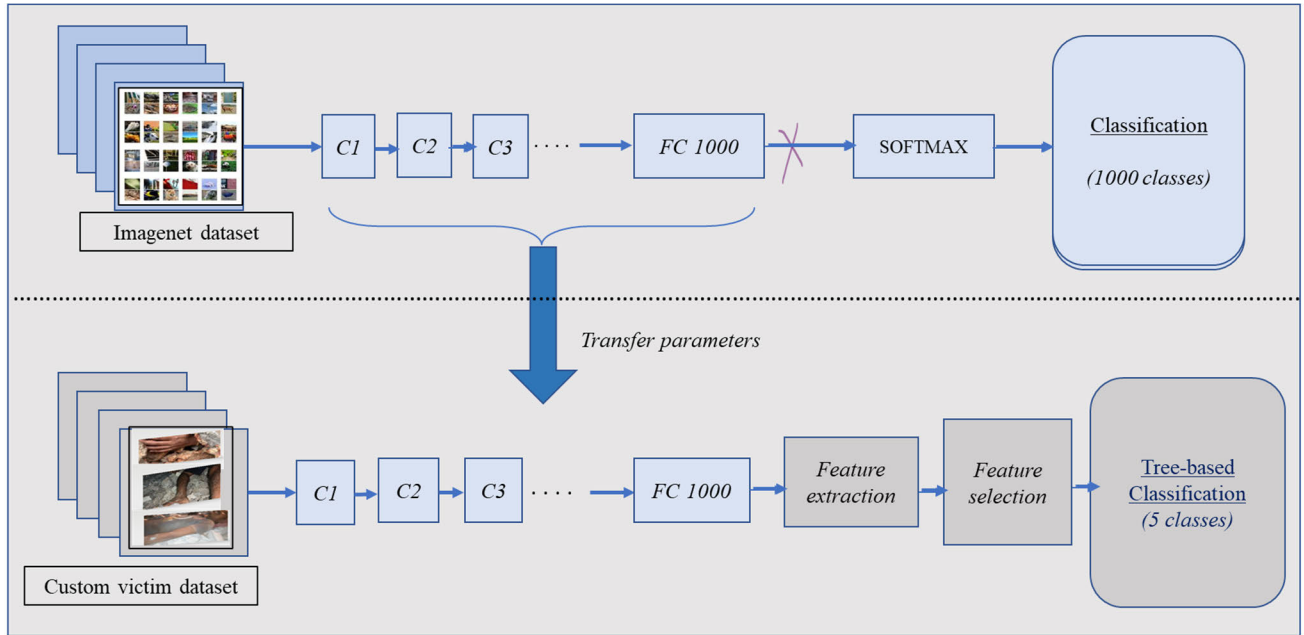 C1
C2
C3
. . . .
FC 1000
SOFTMAX
Classification
(1000 classes)
Imagenet dataset
Transfer parameters
C1
C2
C3
. . . .
FC 1000
Feature
extraction
Feature
selection
Tree-based
Classification
(5 classes)
Custom victim dataset